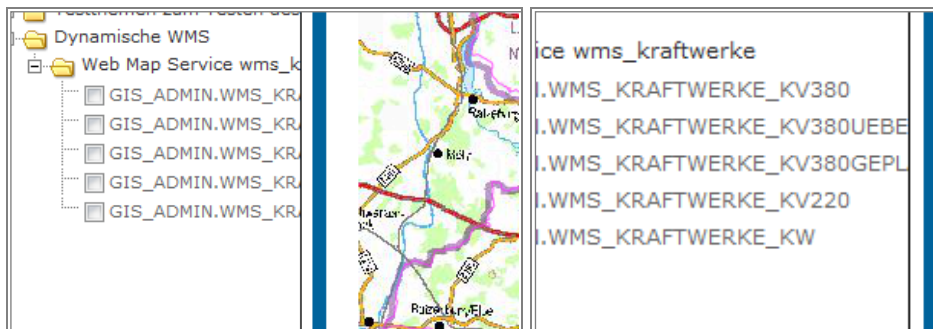 Dynamische WMS
Web Map Service wms_k
GIS_ADMIN.WMS_KRA
GIS_ADMIN.WMS_KRA
GIS_ADMIN.WMS_KRA
GIS_ADMIN.WMS_KRA
GIS_ADMIN.WMS_KRA
Mölln
ice wms_kraftwerke
.WMS_KRAFTWERKE_KV380
.WMS_KRAFTWERKE_KV380UEBE
.WMS_KRAFTWERKE_KV380GEPL
.WMS_KRAFTWERKE_KV220
.WMS_KRAFTWERKE_KW